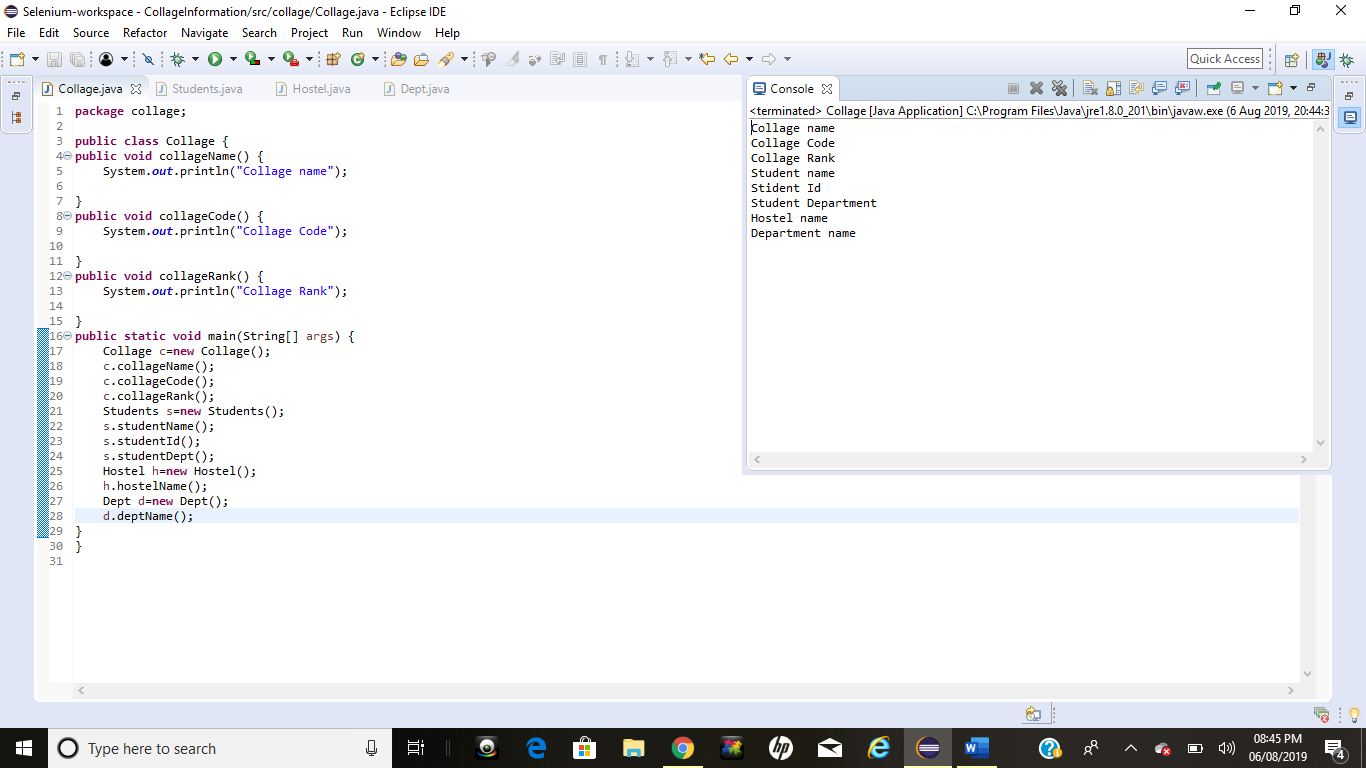 Selenium-workspace - CollageInformation/src/collage/Collage.java - Eclipse IDE
File Edit Source Refactor Navigate Search Project Run Window Help
Quick Access
Collage.java Students.java Hostel.java Dept.java
1 package collage;
2
3 public class Collage {
4 public void collageName() {
5 System.out.println("Collage name");
6
7 }
8 public void collageCode() {
9 System.out.println("Collage Code");
10
11 }
12 public void collageRank() {
13 System.out.println("Collage Rank");
14
15 }
16 public static void main(String[] args) {
17 Collage c=new Collage();
18 c.collageName();
19 c.collageCode();
20 c.collageRank();
21 Students s=new Students();
22 s.studentName();
23 s.studentId();
24 s.studentDept();
25 Hostel h=new Hostel();
26 h.hostelName();
27 Dept d=new Dept();
28 d.deptName();
29 }
30 }
31
Console
<terminated> Collage [Java Application] C:\Program Files\Java\jre1.8.0_201\bin\javaw.exe (6 Aug 2019, 20:44:3
Collage name
Collage Code
Collage Rank
Student name
Stident Id
Student Department
Hostel name
Department name
Type here to search
08:45 PM
06/08/2019
4